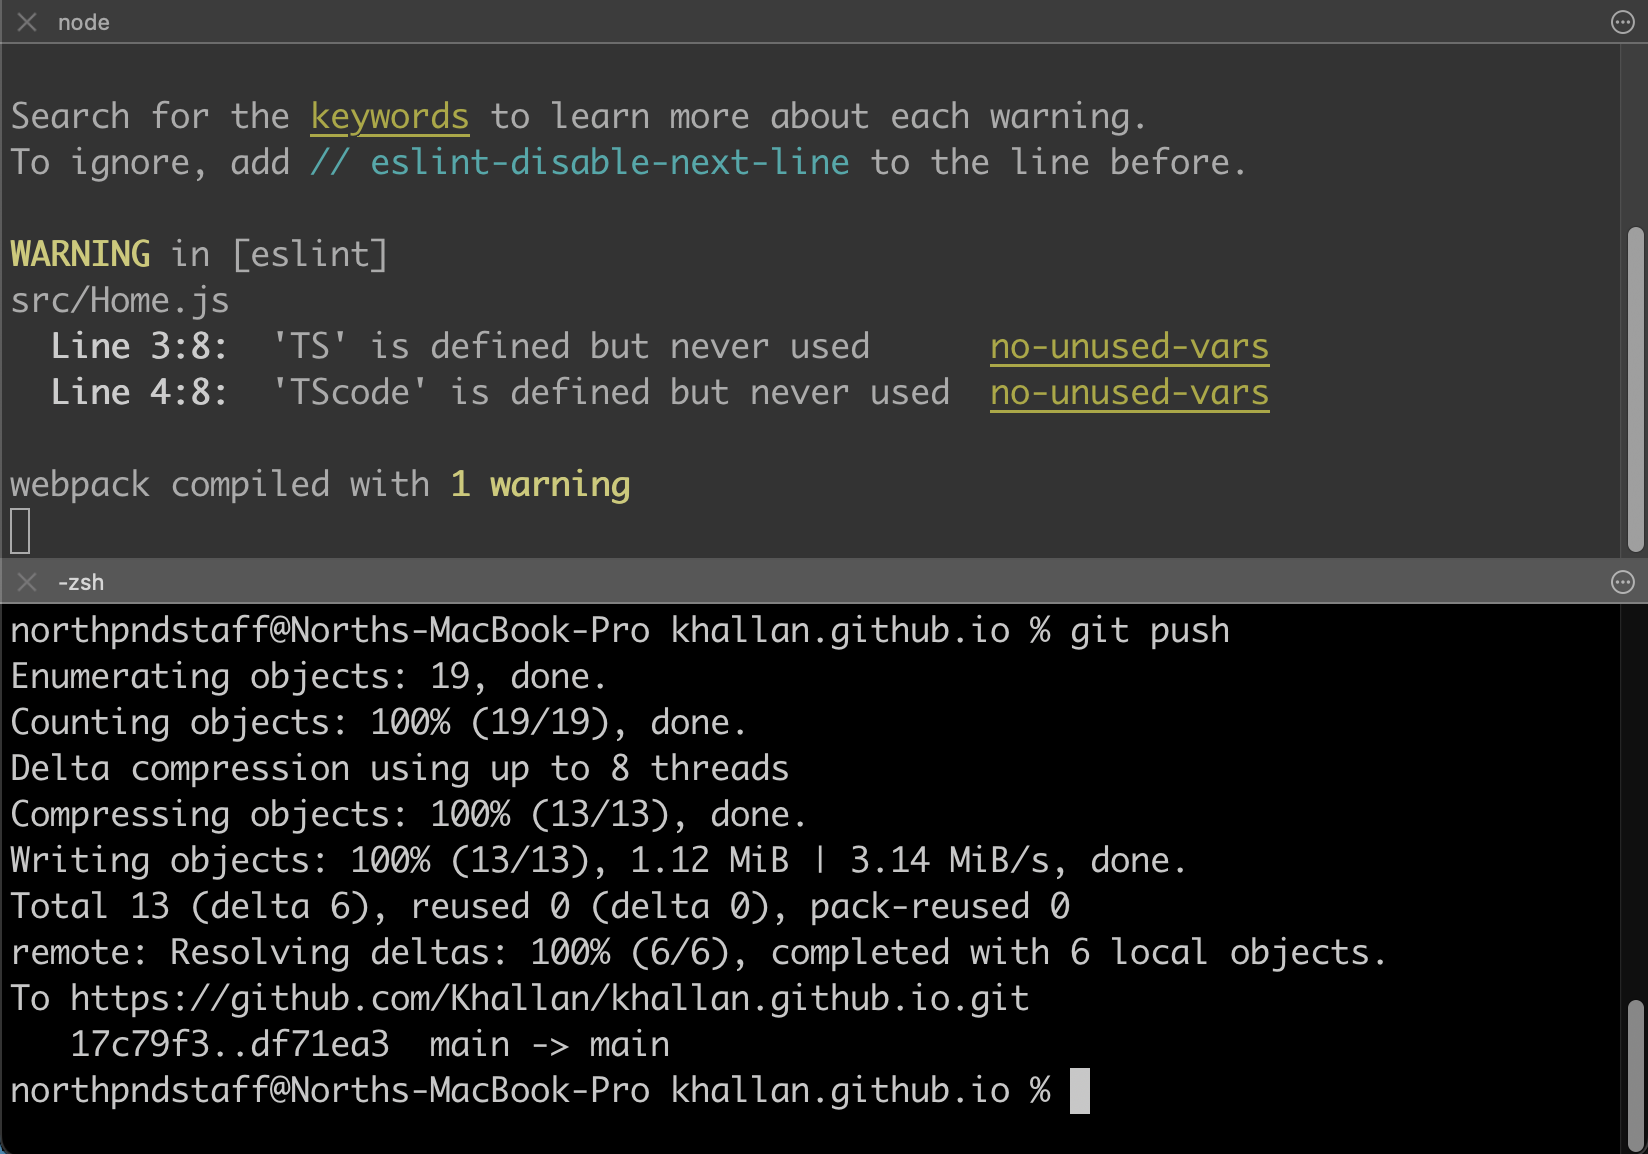 node
Search for the keywords to learn more about each warning.
To ignore, add // eslint-disable-next-line to the line before.
WARNING in [eslint]
src/Home.js
Line 3:8: 'TS' is defined but never used no-unused-vars
Line 4:8: 'TScode' is defined but never used no-unused-vars
webpack compiled with 1 warning
-zsh
northpndstaff@Norths-MacBook-Pro khallan.github.io % git push
Enumerating objects: 19, done.
Counting objects: 100% (19/19), done.
Delta compression using up to 8 threads
Compressing objects: 100% (13/13), done.
Writing objects: 100% (13/13), 1.12 MiB | 3.14 MiB/s, done.
Total 13 (delta 6), reused 0 (delta 0), pack-reused 0
remote: Resolving deltas: 100% (6/6), completed with 6 local objects.
To https://github.com/Khallan/khallan.github.io.git
17c79f3..df71ea3 main -> main
northpndstaff@Norths-MacBook-Pro khallan.github.io %